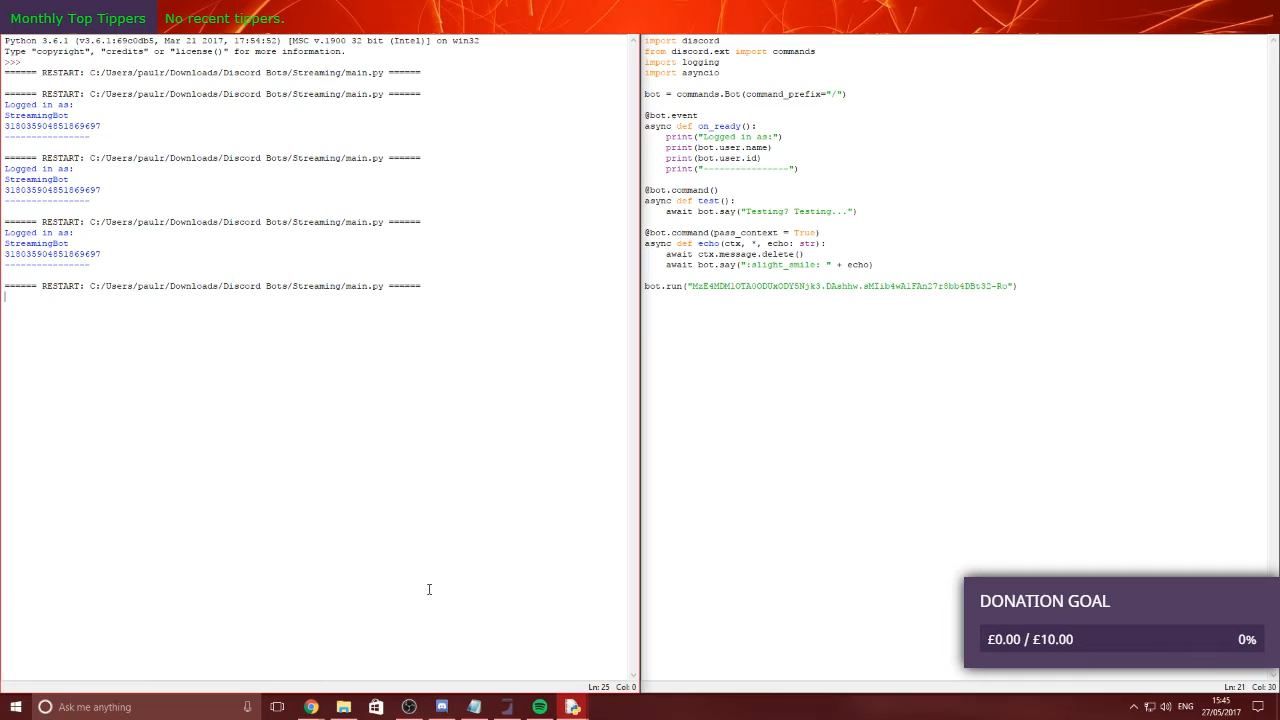 Monthly Top Tippers No recent tippers.
Python 3.6.1 (v3.6.1:69c0db5, Mar 21 2017, 17:54:52) [MSC v.1900 32 bit (Intel)] on win32
Type "copyright", "credits" or "license()" for more information.
>>>
====== RESTART: C:/Users/paulr/Downloads/Discord Bots/Streaming/main.py ======
====== RESTART: C:/Users/paulr/Downloads/Discord Bots/Streaming/main.py ======
Logged in as:
StreamingBot
318035904851869697
----------------
====== RESTART: C:/Users/paulr/Downloads/Discord Bots/Streaming/main.py ======
Logged in as:
StreamingBot
318035904851869697
----------------
====== RESTART: C:/Users/paulr/Downloads/Discord Bots/Streaming/main.py ======
Logged in as:
StreamingBot
318035904851869697
----------------
====== RESTART: C:/Users/paulr/Downloads/Discord Bots/Streaming/main.py ======
Ln: 25 Col: 0
import discord
from discord.ext import commands
import logging
import asyncio
bot = commands.Bot(command_prefix="/")
@bot.event
async def on_ready():
print("Logged in as:")
print(bot.user.name)
print(bot.user.id)
print("----------------")
@bot.command()
async def test():
await bot.say("Testing? Testing...")
@bot.command(pass_context = True)
async def echo(ctx, *, echo: str):
await ctx.message.delete()
await bot.say(":slight_smile: " + echo)
bot.run(
DONATION GOAL
£0.00 / £10.00 0%
Ln: 21 Col: 30
Ask me anything
ENG
15:45
27/05/2017